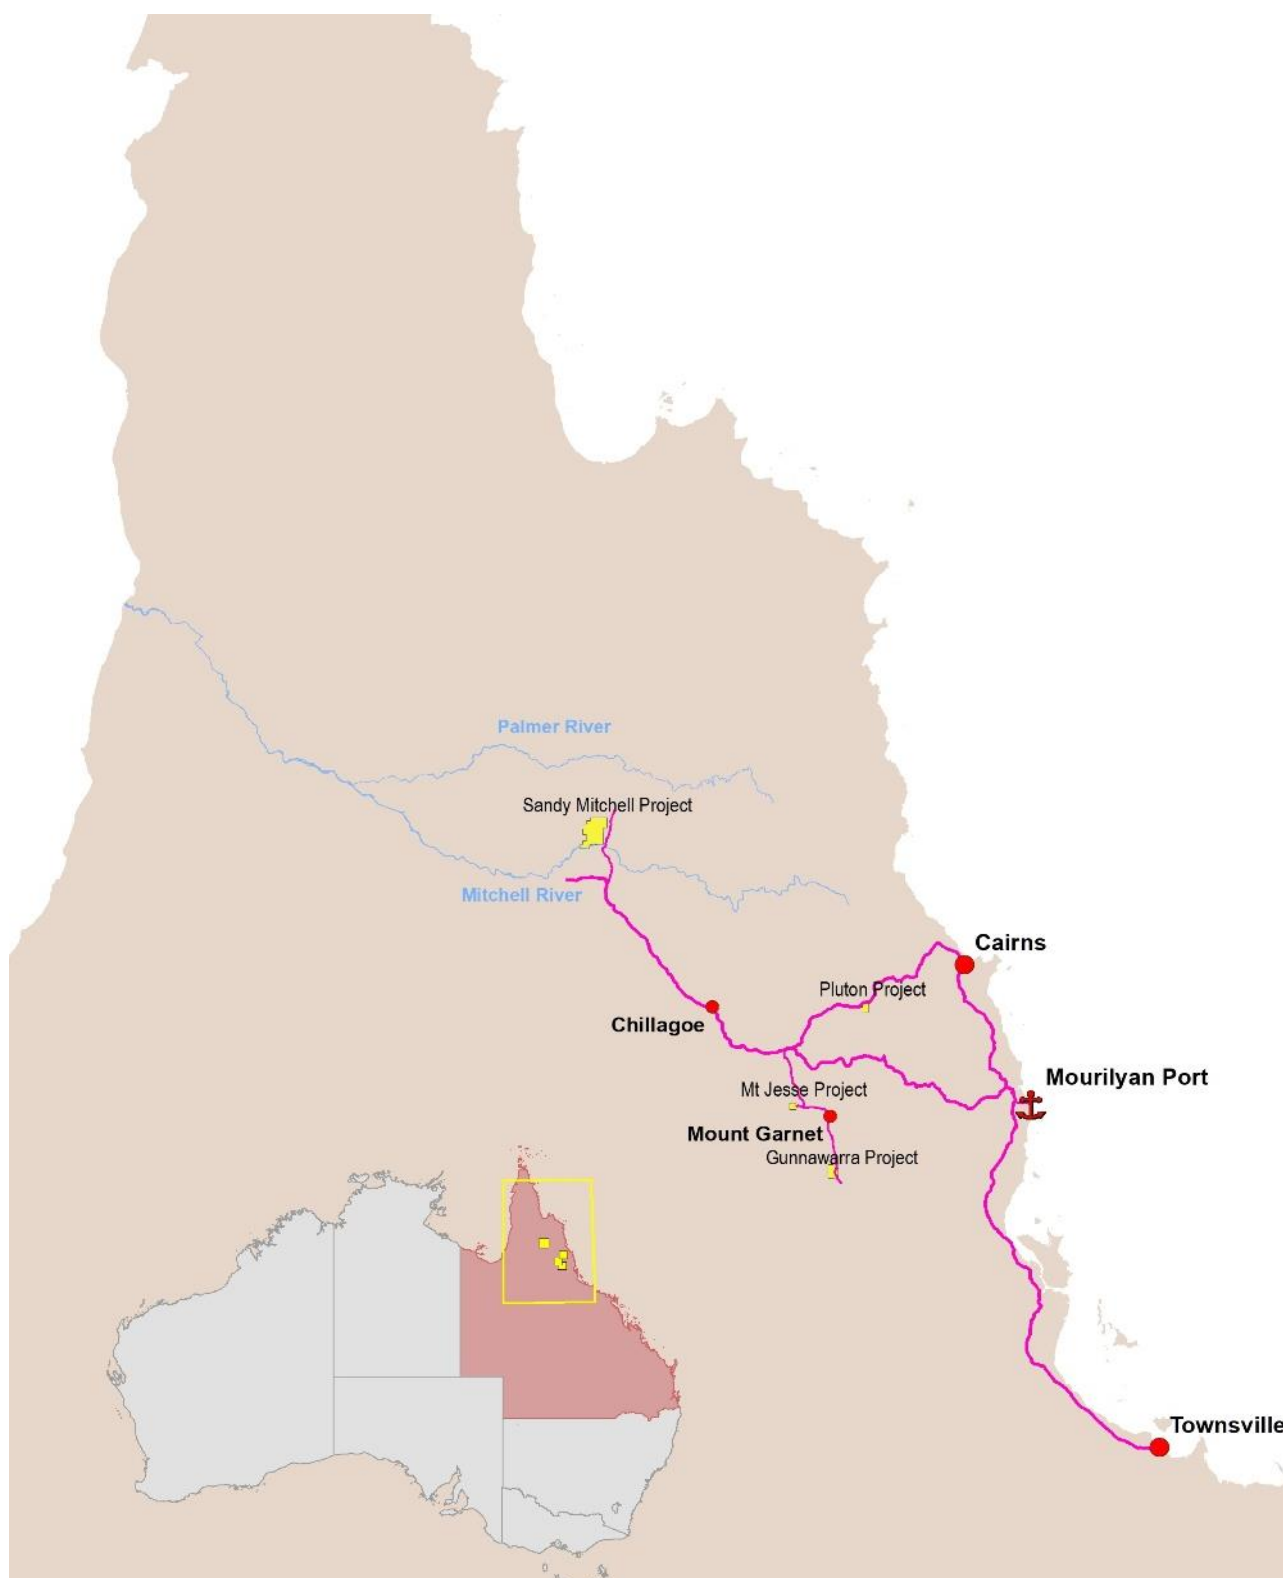 Palmer River
Sandy Mitchell Project
Mitchell River
Cairns
Pluton Project
Chillagoe
Mourilyan Port
Mt Jesse Project
Mount Garnet
Gunnawarra Project
Townsville